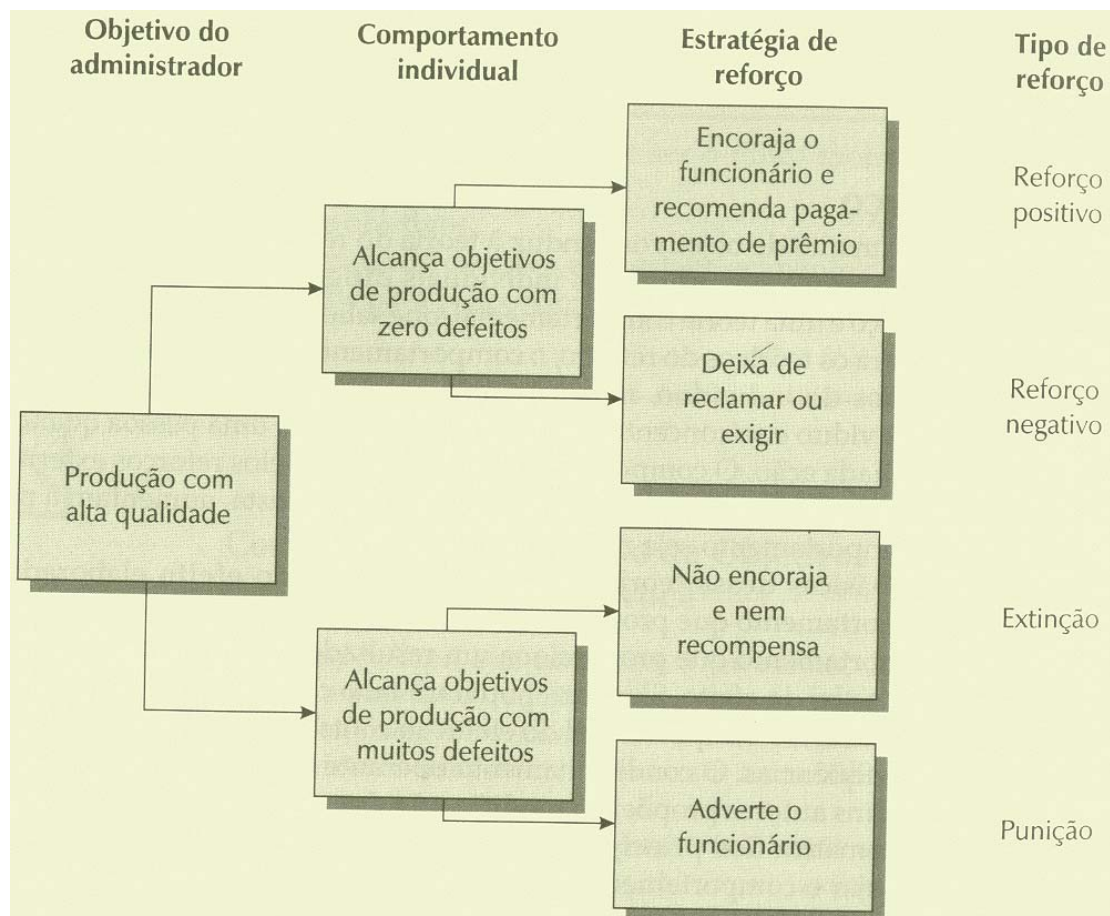 Objetivo do
administrador
Comportamento
individual
Estratégia de
reforço
Tipo de
reforço
Produção com
alta qualidade
Alcança objetivos
de produção com
zero defeitos
Alcança objetivos
de produção com
muitos defeitos
Encoraja o
funcionário e
recomenda paga-
mento de prêmio
Reforço
positivo
Deixa de
reclamar ou
exigir
Reforço
negativo
Não encoraja
e nem
recompensa
Extinção
Adverte o
funcionário
Punição